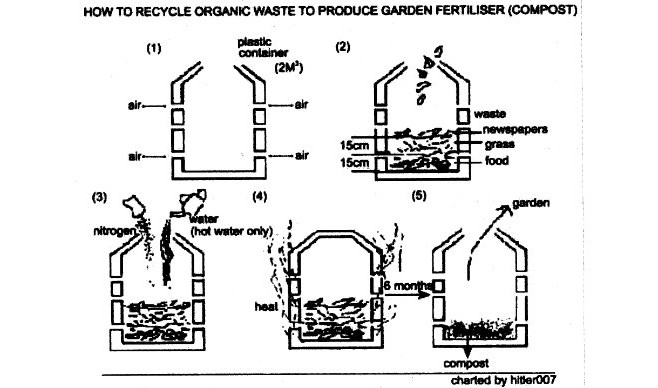 HOW TO RECYCLE ORGANIC WASTE TO PRODUCE GARDEN FERTILISER (COMPOST)
(1)
plastic
container
(2M³)
air
air
air
air
(2)
waste
newspapers
15cm
grass
15cm
food
(3)
nitrogen
water
(hot water only)
(4)
heat
6 months
(5)
garden
compost
charted by hitler007